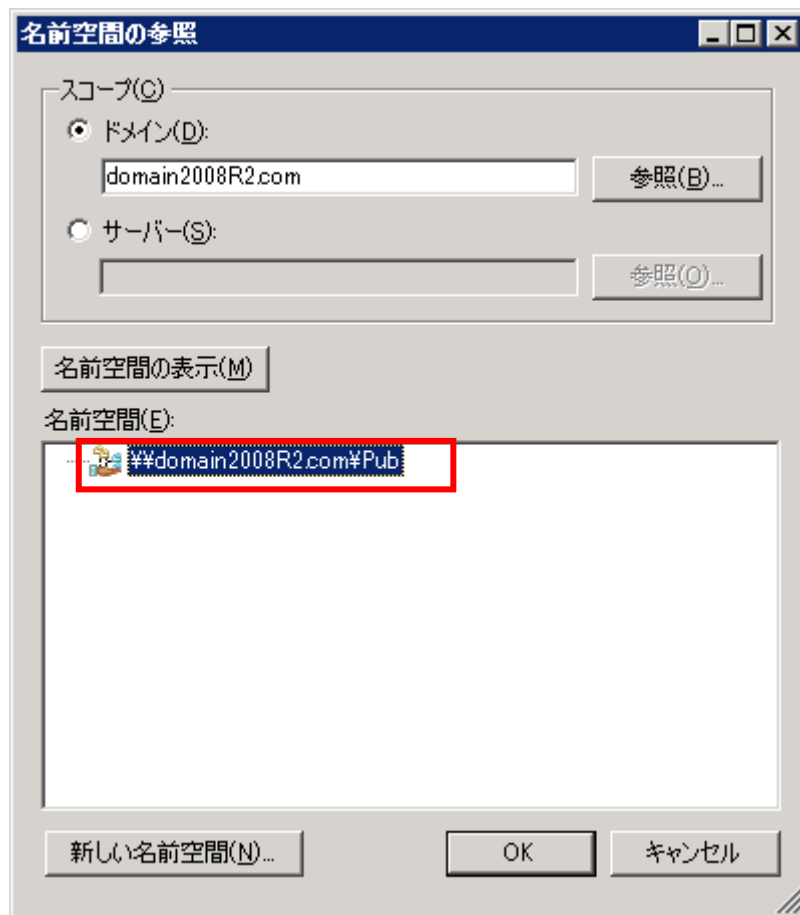 名前空間の参照
スコープ(C)
ドメイン(D):
domain2008R2.com
参照(B)...
サーバー(S):
参照(O)...
名前空間の表示(M)
名前空間(E):
¥¥domain2008R2.com¥Pub
新しい名前空間(N)...
OK
キャンセル